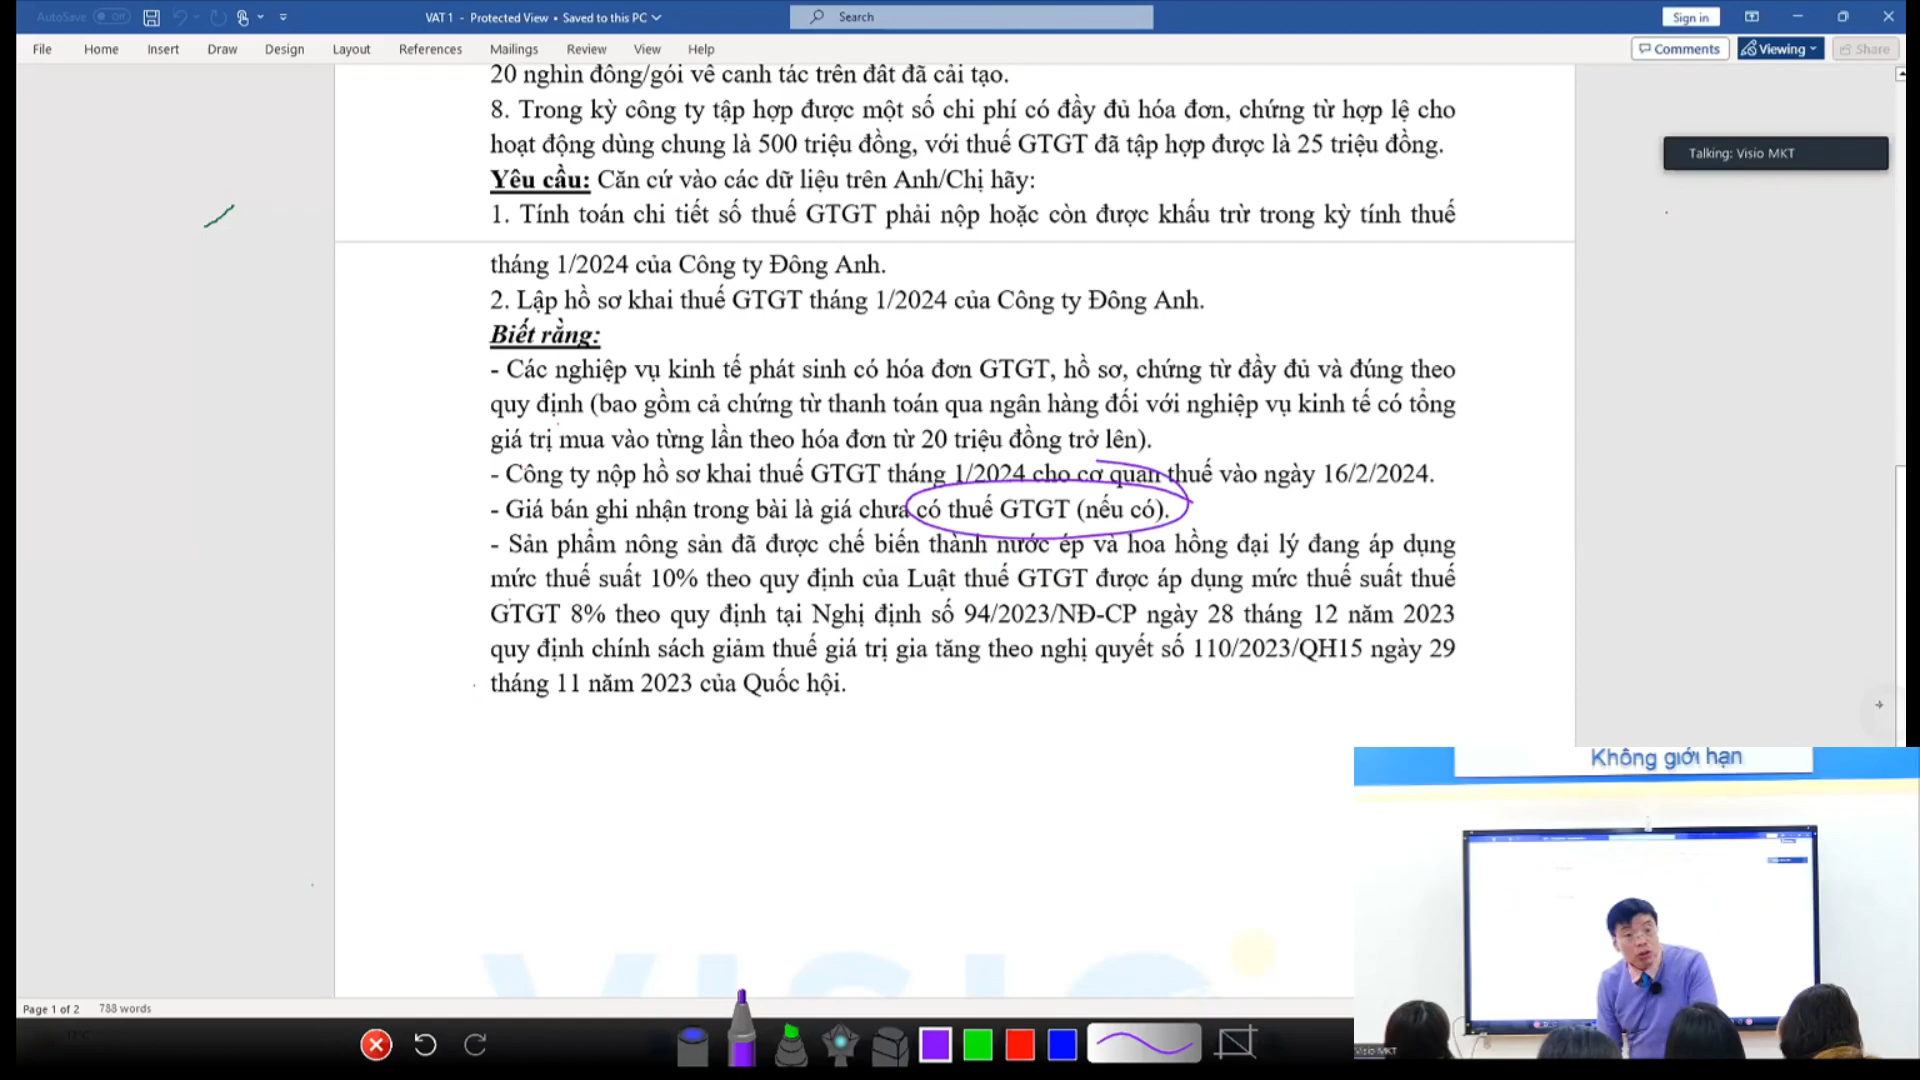 AutoSave Off VAT 1 - Protected View • Saved to this PC Search Sign in
File Home Insert Draw Design Layout References Mailings Review View Help Comments Viewing Share
20 nghìn đồng/gói về canh tác trên đất đã cải tạo.
8. Trong kỳ công ty tập hợp được một số chi phí có đầy đủ hóa đơn, chứng từ hợp lệ cho
hoạt động dùng chung là 500 triệu đồng, với thuế GTGT đã tập hợp được là 25 triệu đồng.
Talking: Visio MKT
Yêu cầu: Căn cứ vào các dữ liệu trên Anh/Chị hãy:
1. Tính toán chi tiết số thuế GTGT phải nộp hoặc còn được khấu trừ trong kỳ tính thuế
tháng 1/2024 của Công ty Đông Anh.
2. Lập hồ sơ khai thuế GTGT tháng 1/2024 của Công ty Đông Anh.
Biết rằng:
- Các nghiệp vụ kinh tế phát sinh có hóa đơn GTGT, hồ sơ, chứng từ đầy đủ và đúng theo
quy định (bao gồm cả chứng từ thanh toán qua ngân hàng đối với nghiệp vụ kinh tế có tổng
giá trị mua vào từng lần theo hóa đơn từ 20 triệu đồng trở lên).
- Công ty nộp hồ sơ khai thuế GTGT tháng 1/2024 cho cơ quan thuế vào ngày 16/2/2024.
- Giá bán ghi nhận trong bài là giá chưa có thuế GTGT (nếu có).
- Sản phẩm nông sản đã được chế biến thành nước ép và hoa hồng đại lý đang áp dụng
mức thuế suất 10% theo quy định của Luật thuế GTGT được áp dụng mức thuế suất thuế
GTGT 8% theo quy định tại Nghị định số 94/2023/NĐ-CP ngày 28 tháng 12 năm 2023
quy định chính sách giảm thuế giá trị gia tăng theo nghị quyết số 110/2023/QH15 ngày 29
tháng 11 năm 2023 của Quốc hội.
Không giới hạn
VISIO
Page 1 of 2 788 words
Visio MKT